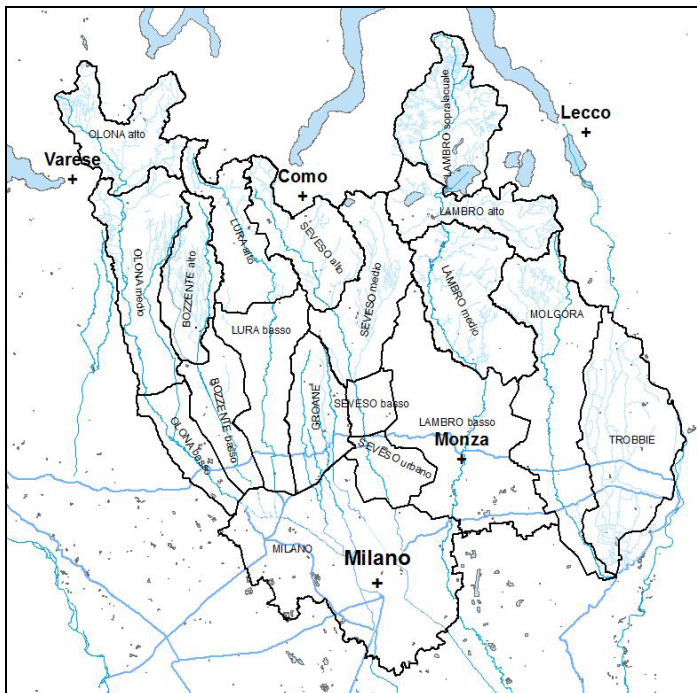 LAMBRO sopralacuale
Lecco
OLONA alto
Varese
Como
LAMBRO alto
LURA alto
SEVESO alto
OLONA medio
BOZZENTE alto
SEVESO medio
LAMBRO medio
MOLGORA
LURA basso
GROANE
BOZZENTE basso
SEVESO basso
LAMBRO basso
OLONA basso
Monza
TROBBIE
SEVESO urbano
MILANO
Milano